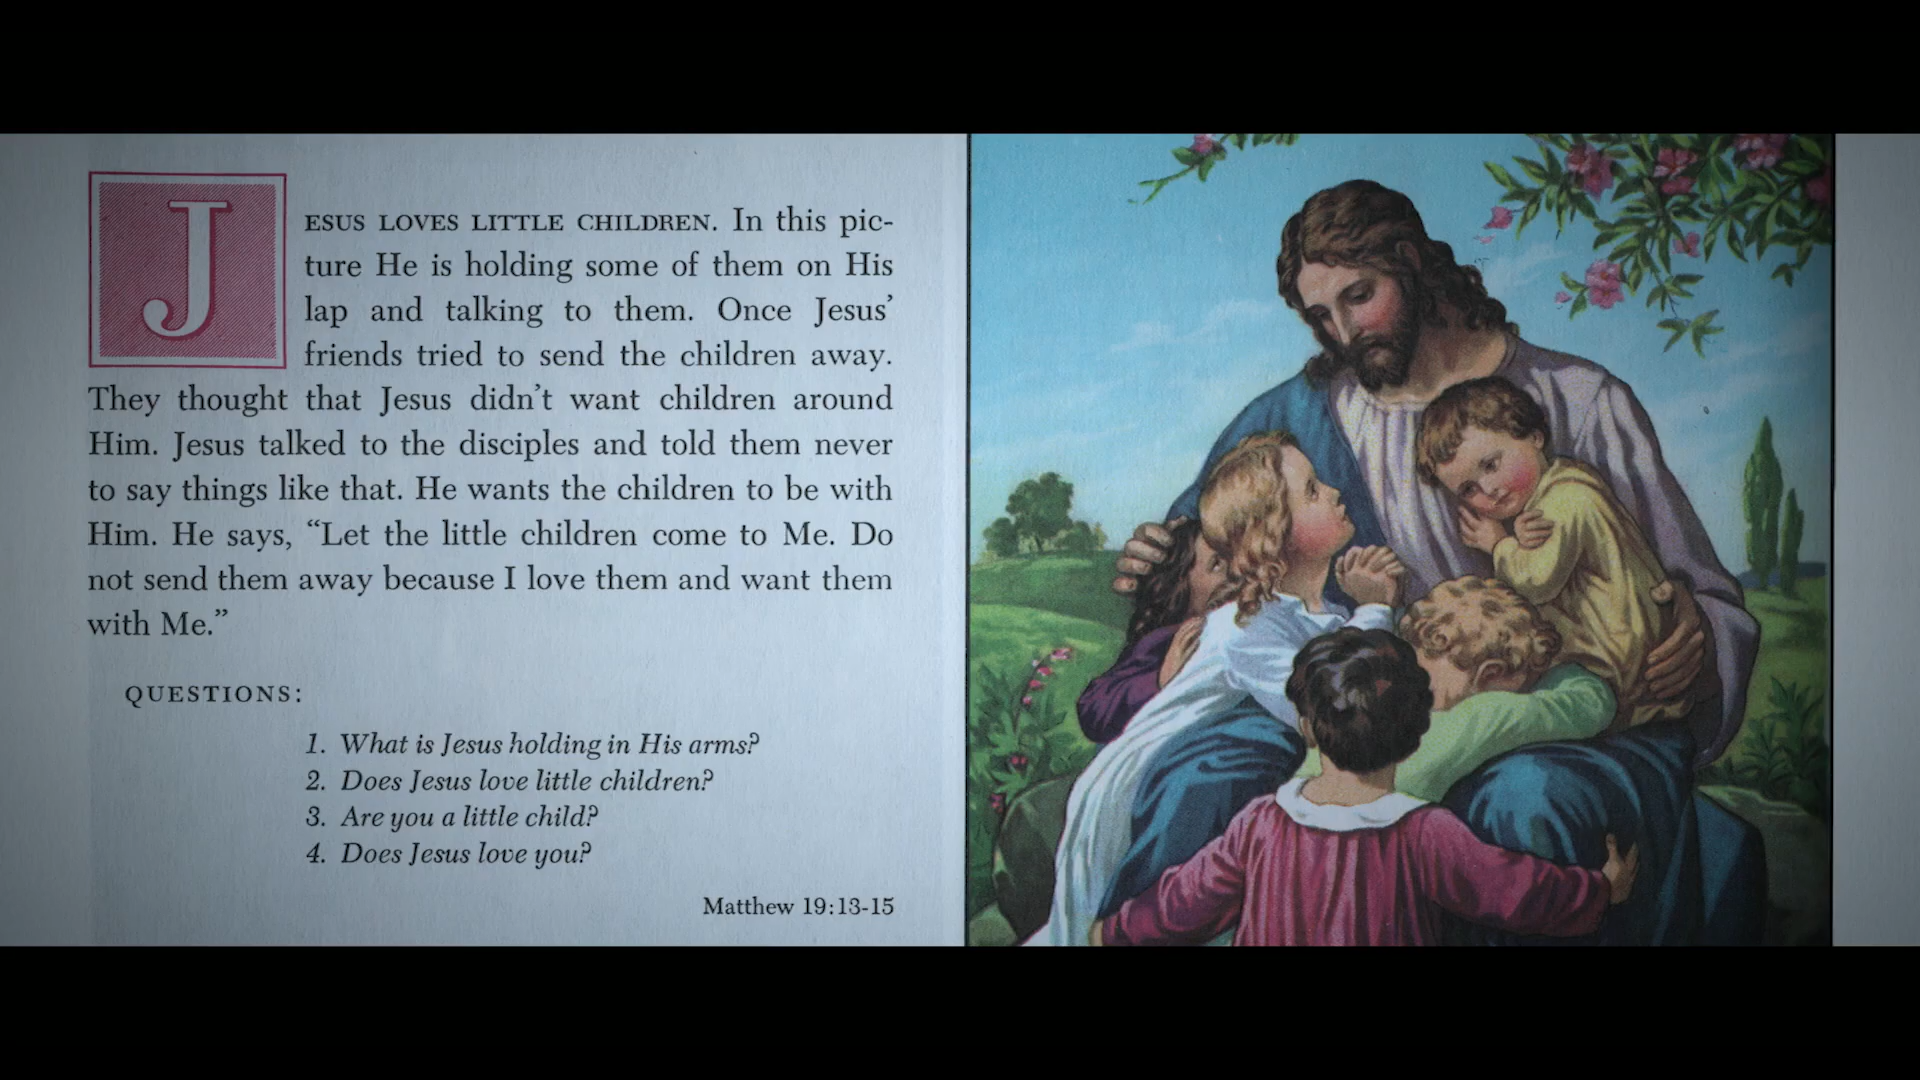 JESUS LOVES LITTLE CHILDREN. In this pic-
ture He is holding some of them on His
lap and talking to them. Once Jesus’
friends tried to send the children away.
They thought that Jesus didn’t want children around
Him. Jesus talked to the disciples and told them never
to say things like that. He wants the children to be with
Him. He says, “Let the little children come to Me. Do
not send them away because I love them and want them
with Me.”
QUESTIONS:
1. What is Jesus holding in His arms?
2. Does Jesus love little children?
3. Are you a little child?
4. Does Jesus love you?
Matthew 19:13-15